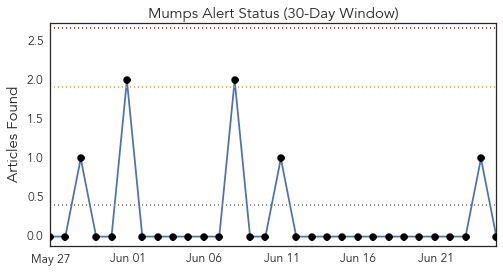 Mumps Alert Status (30-Day Window)
Articles Found
2.5
2.0
1.5
1.0
0.5
0.0
May 27
Jun 01
Jun 06
Jun 11
Jun 16
Jun 21